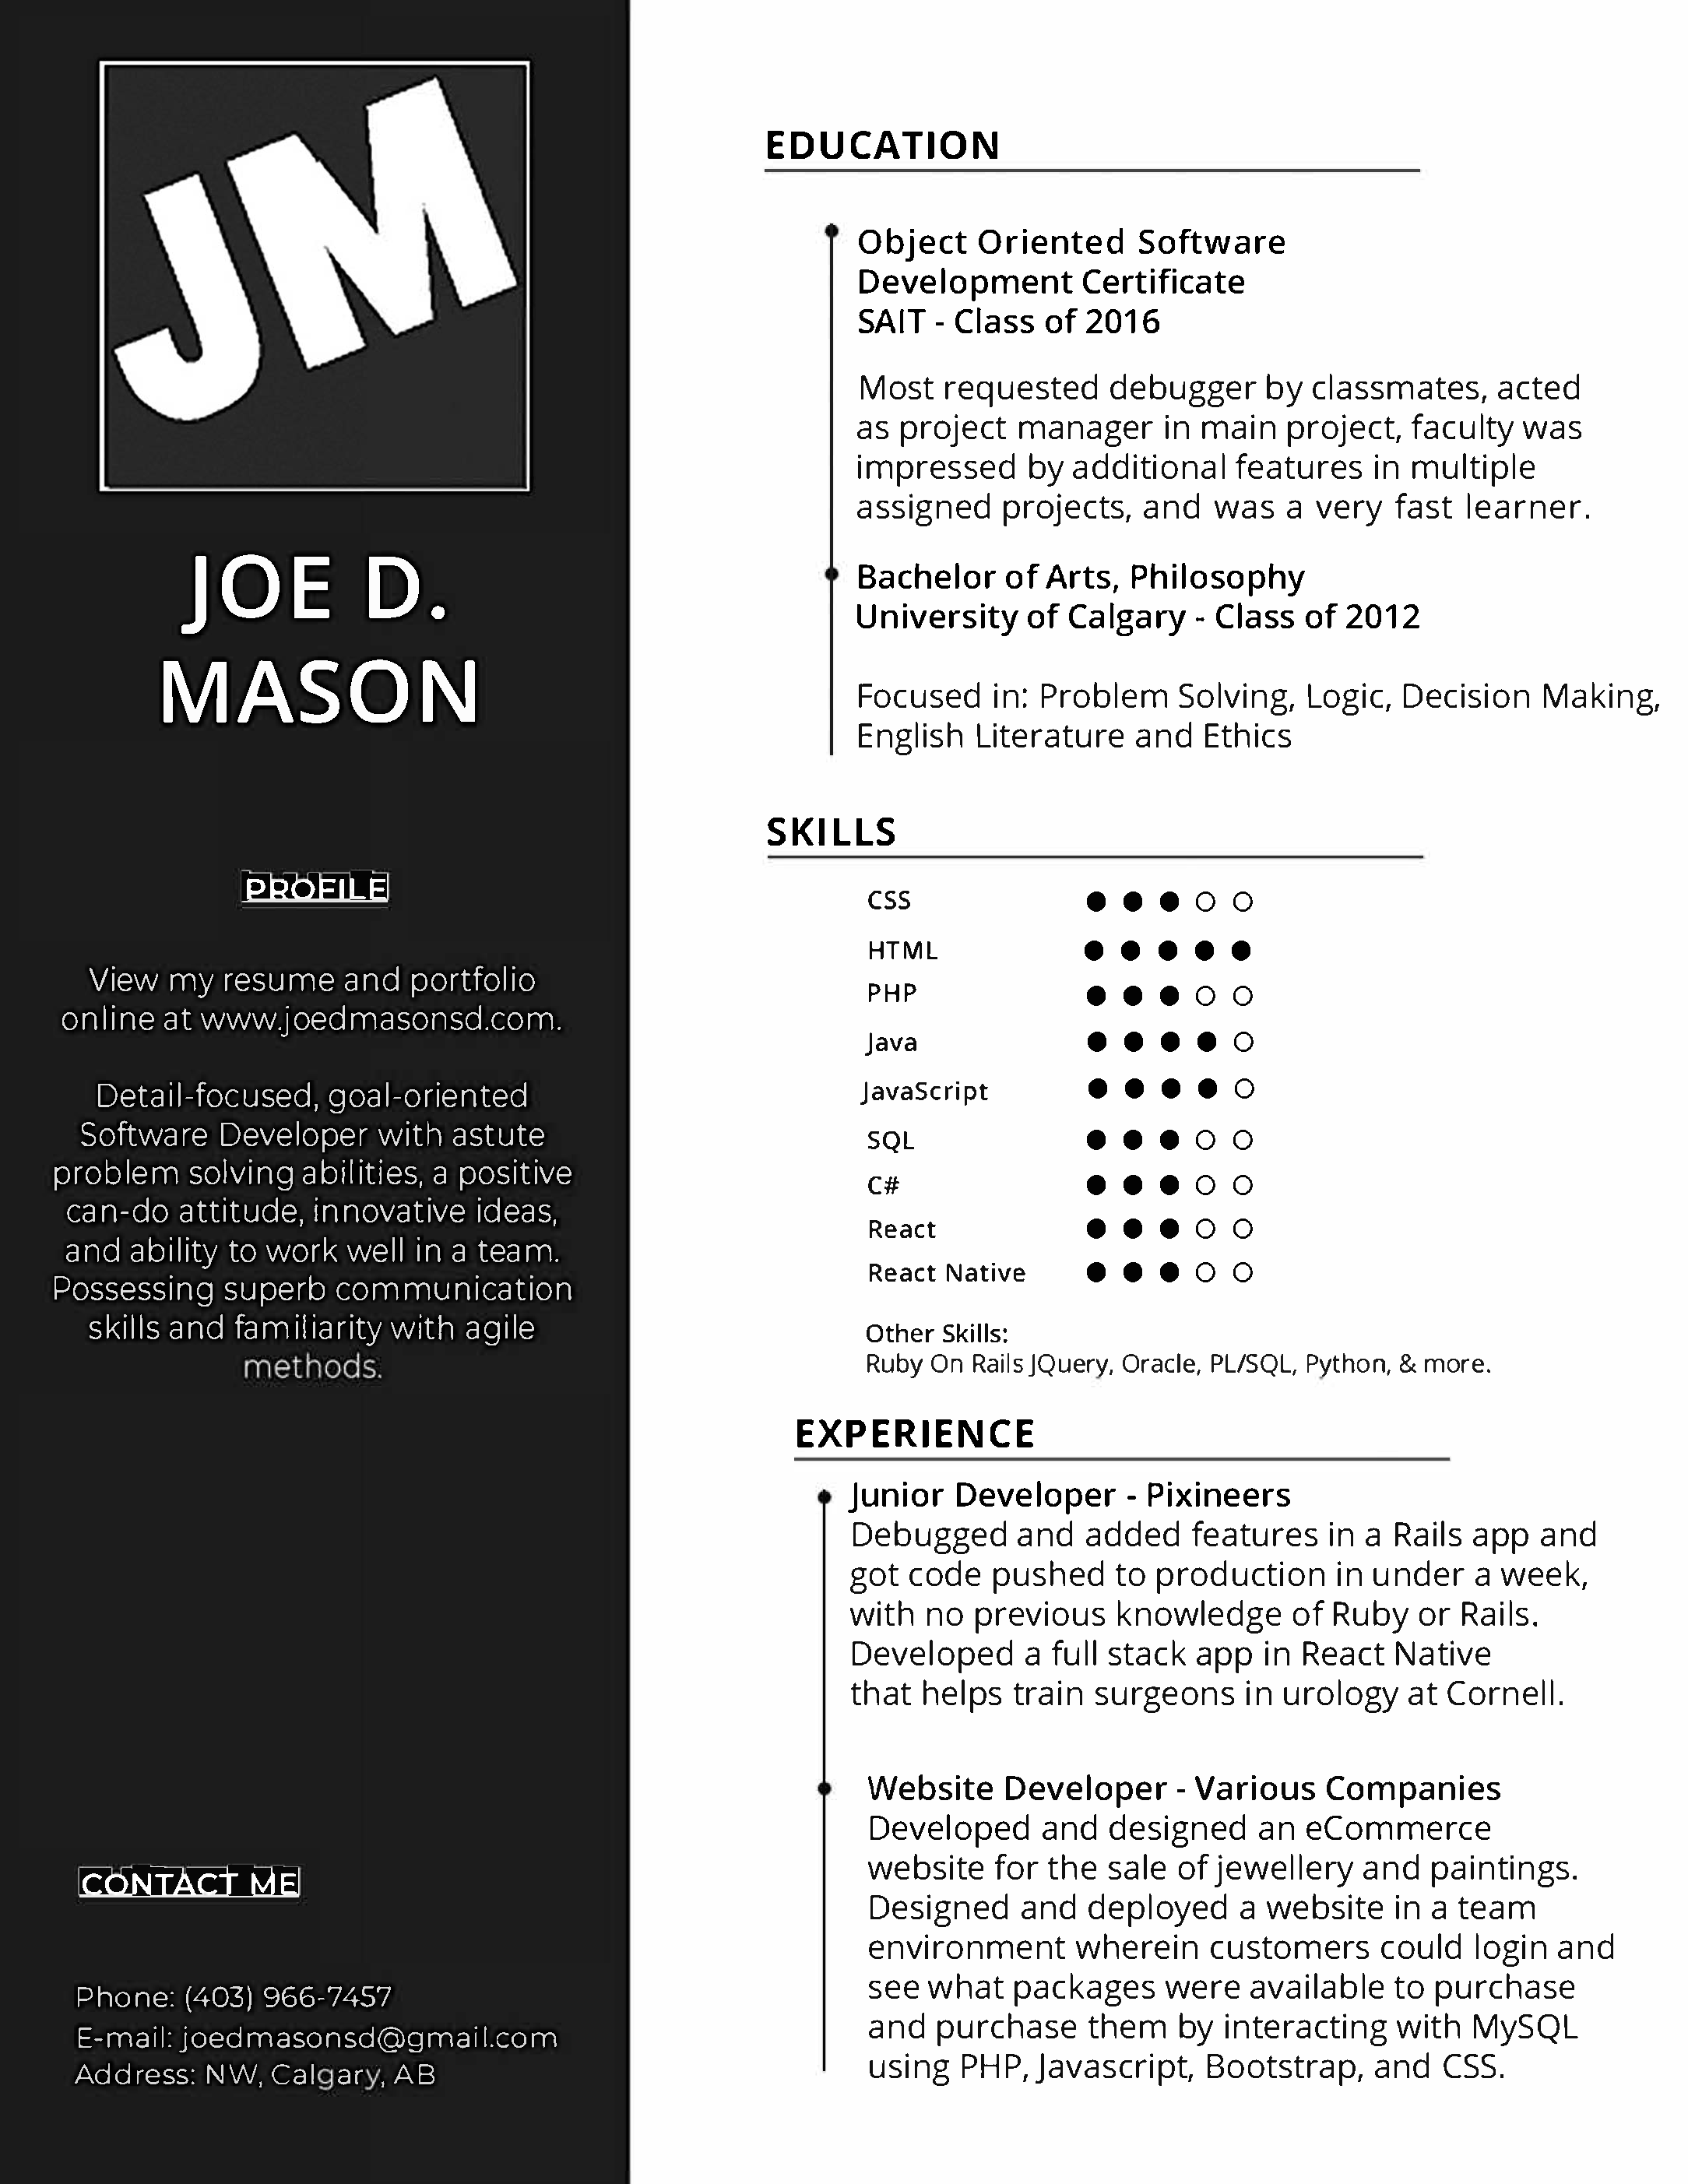 JM
JOE D.
MASON
PROFILE
View my resume and portfolio
online at www.joedmasonsd.com.
Detail-focused, goal-oriented
Software Developer with astute
problem solving abilities, a positive
can-do attitude, innovative ideas,
and ability to work well in a team.
Possessing superb communication
skills and familiarity with agile
methods.
CONTACT ME
Phone: (403) 966-7457
E-mail: joedmasonsd@gmail.com
Address: NW, Calgary, AB
EDUCATION
Object Oriented Software
Development Certificate
SAIT - Class of 2016
Most requested debugger by classmates, acted
as project manager in main project, faculty was
impressed by additional features in multiple
assigned projects, and was a very fast learner.
Bachelor of Arts, Philosophy
University of Calgary - Class of 2012
Focused in: Problem Solving, Logic, Decision Making,
English Literature and Ethics
SKILLS
CSS
HTML
PHP
Java
JavaScript
SQL
C#
React
React Native
Other Skills:
Ruby On Rails JQuery, Oracle, PL/SQL, Python, & more.
EXPERIENCE
Junior Developer - Pixineers
Debugged and added features in a Rails app and
got code pushed to production in under a week,
with no previous knowledge of Ruby or Rails.
Developed a full stack app in React Native
that helps train surgeons in urology at Cornell.
Website Developer - Various Companies
Developed and designed an eCommerce
website for the sale of jewellery and paintings.
Designed and deployed a website in a team
environment wherein customers could login and
see what packages were available to purchase
and purchase them by interacting with MySQL
using PHP, Javascript, Bootstrap, and CSS.